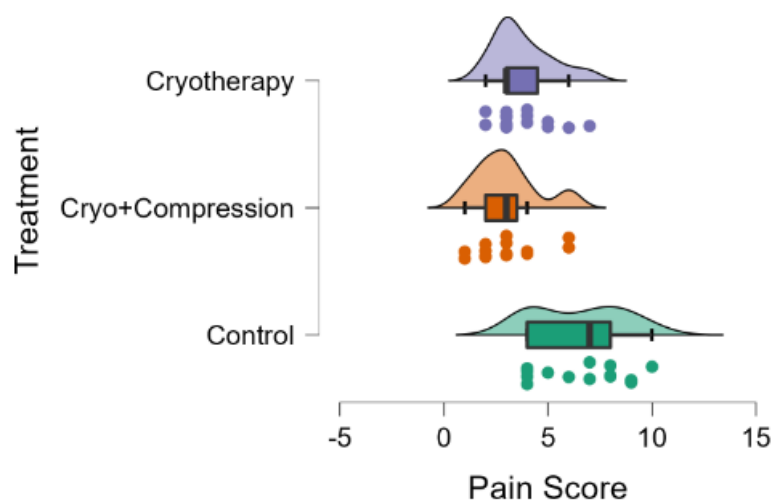 Treatment
Cryotherapy
Cryo+Compression
Control
-5 0 5 10 15
Pain Score